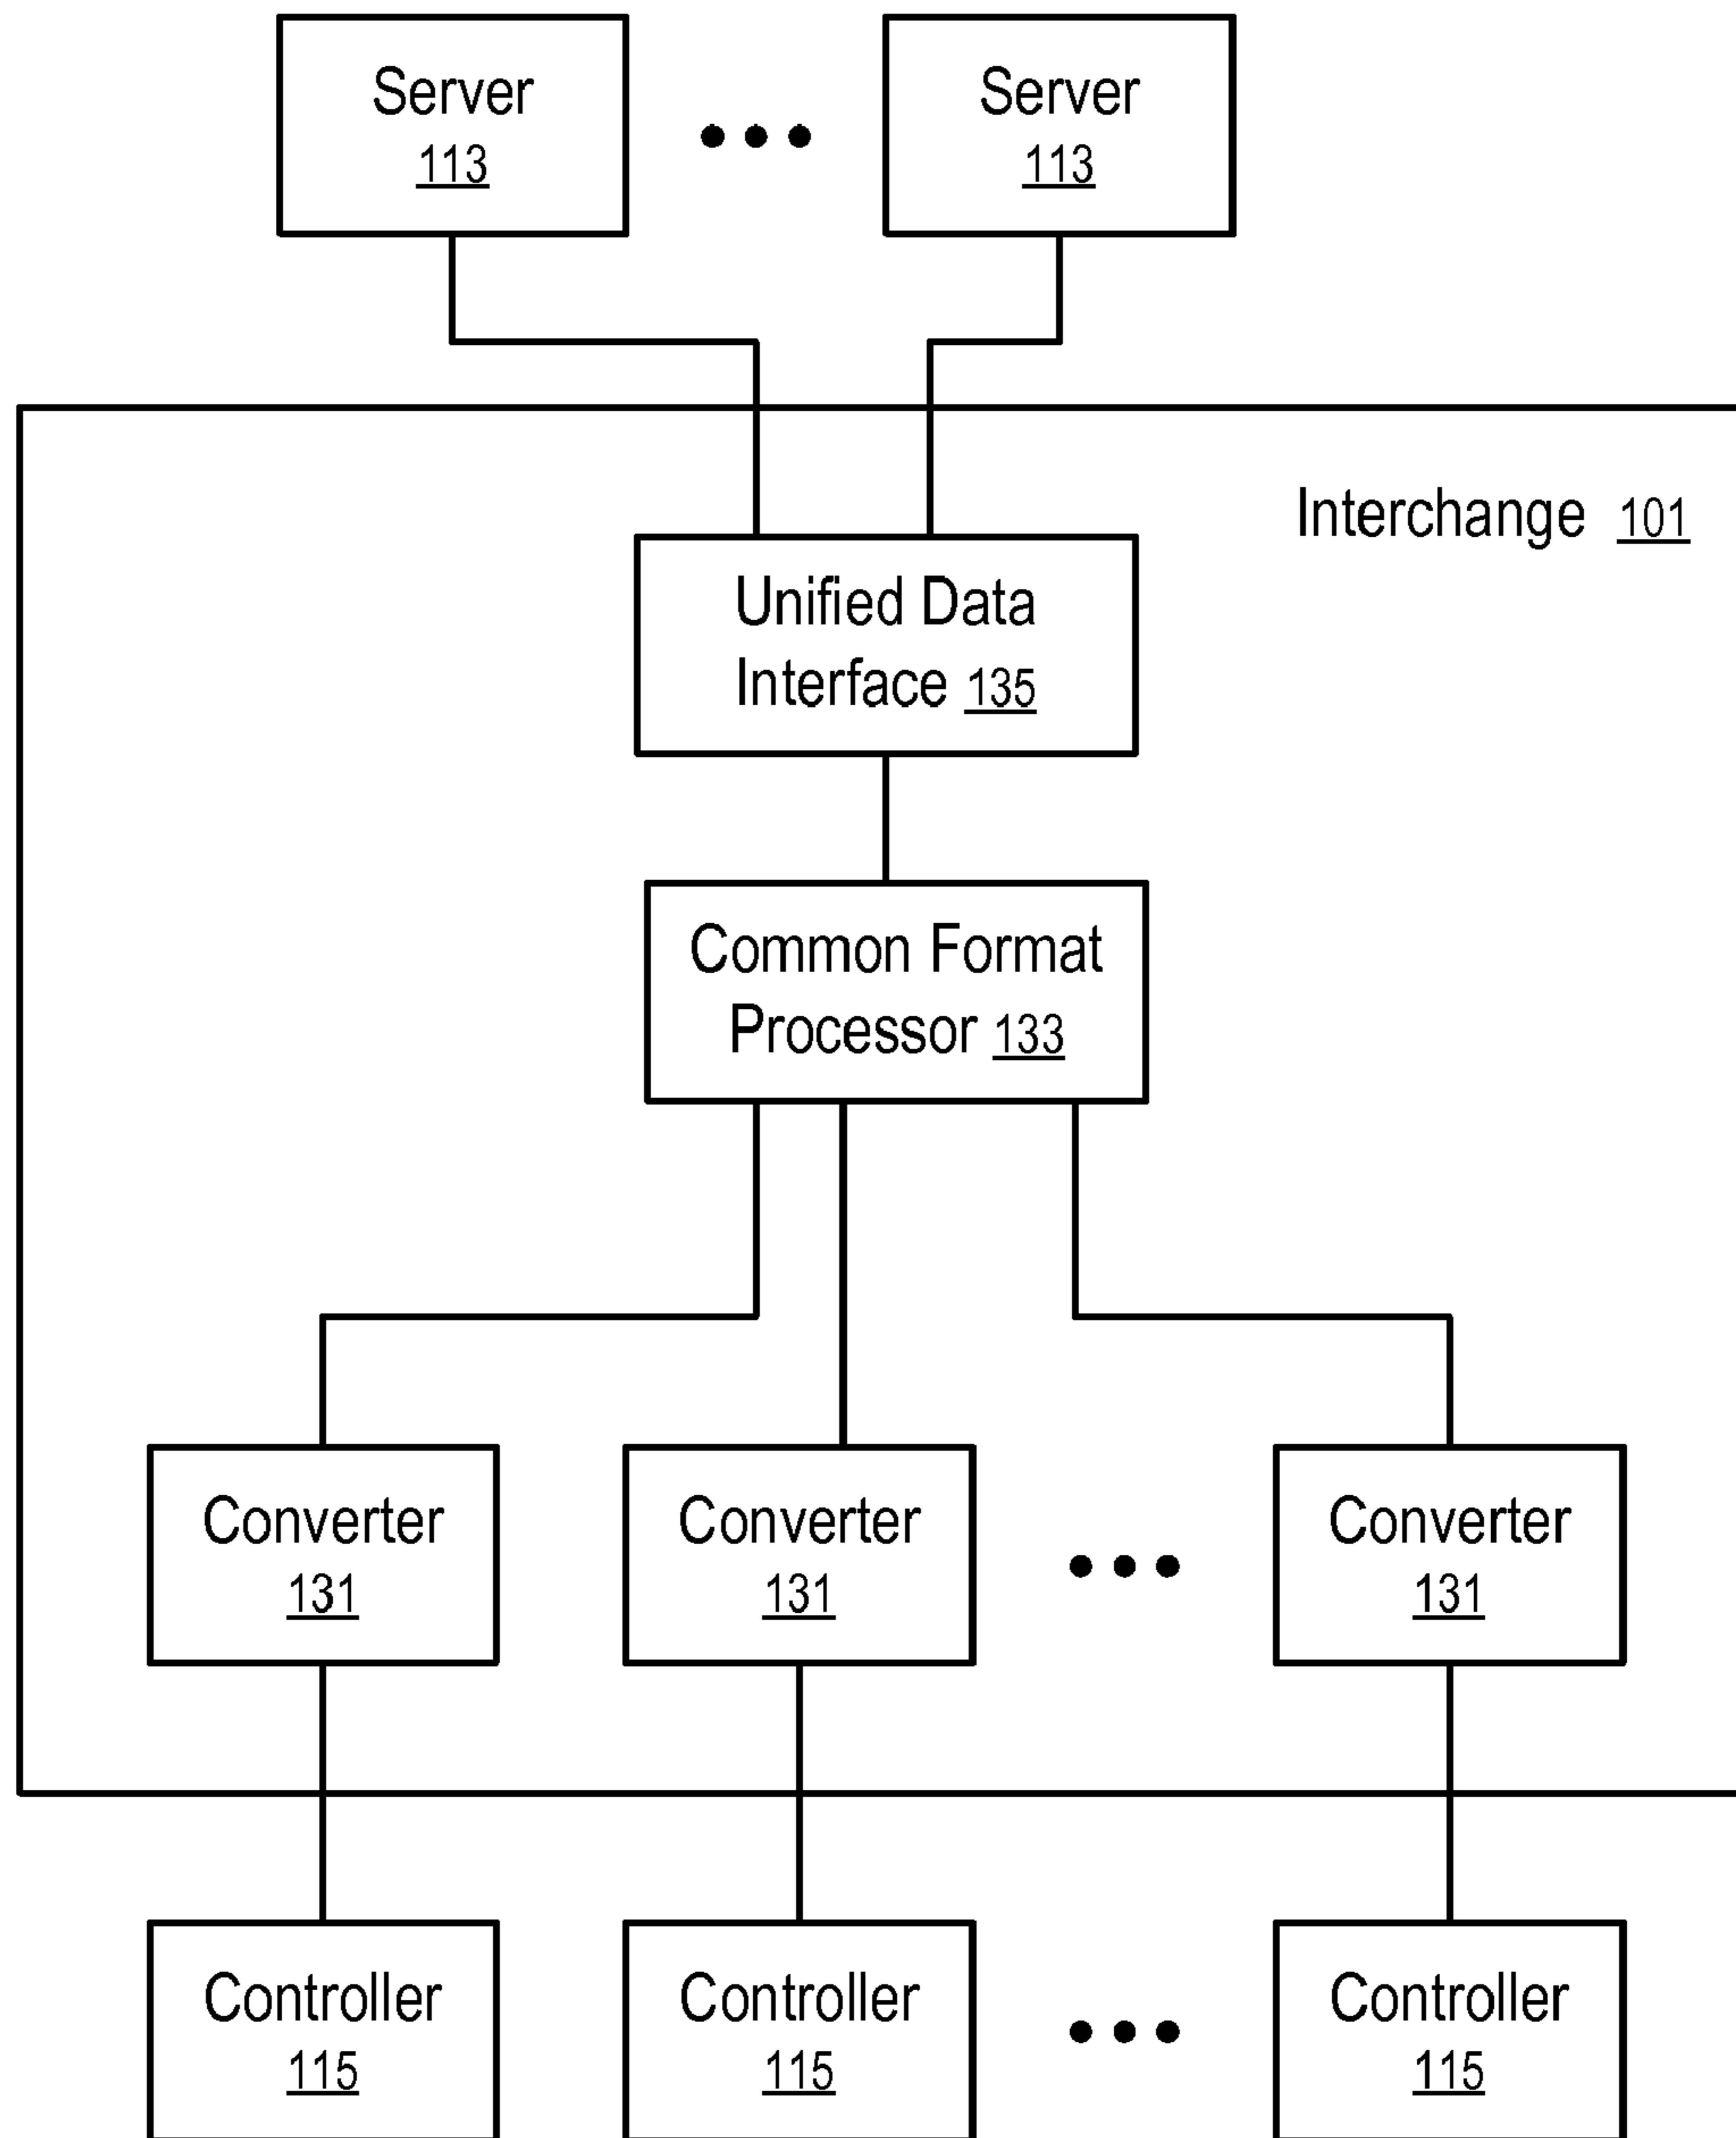 Server
113
Server
113
Interchange 101
Unified Data
Interface 135
Common Format
Processor 133
Converter
131
Converter
131
Converter
131
Controller
115
Controller
115
Controller
115